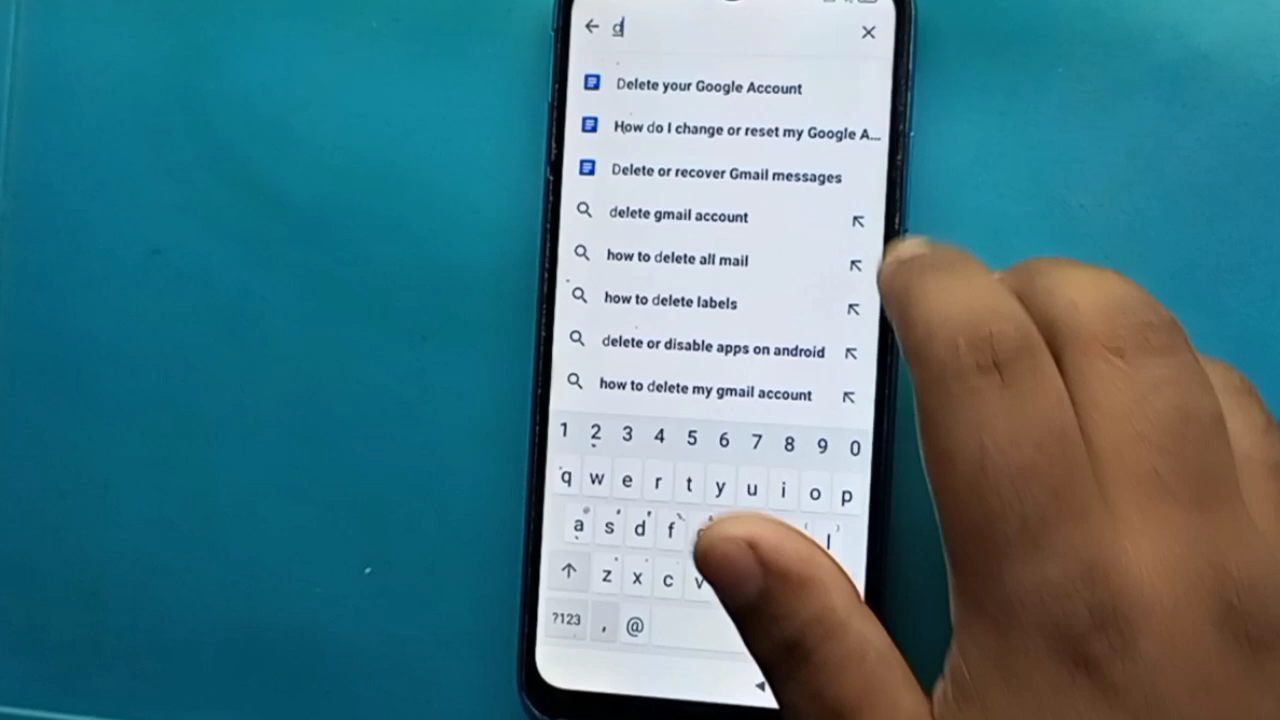 d
Delete your Google Account
How do I change or reset my Google A...
Delete or recover Gmail messages
delete gmail account
how to delete all mail
how to delete labels
delete or disable apps on android
how to delete my gmail account
1 2 3 4 5 6 7 8 9 0
q w e r t y u i o p
a s d f l
z x c v
?123 , @